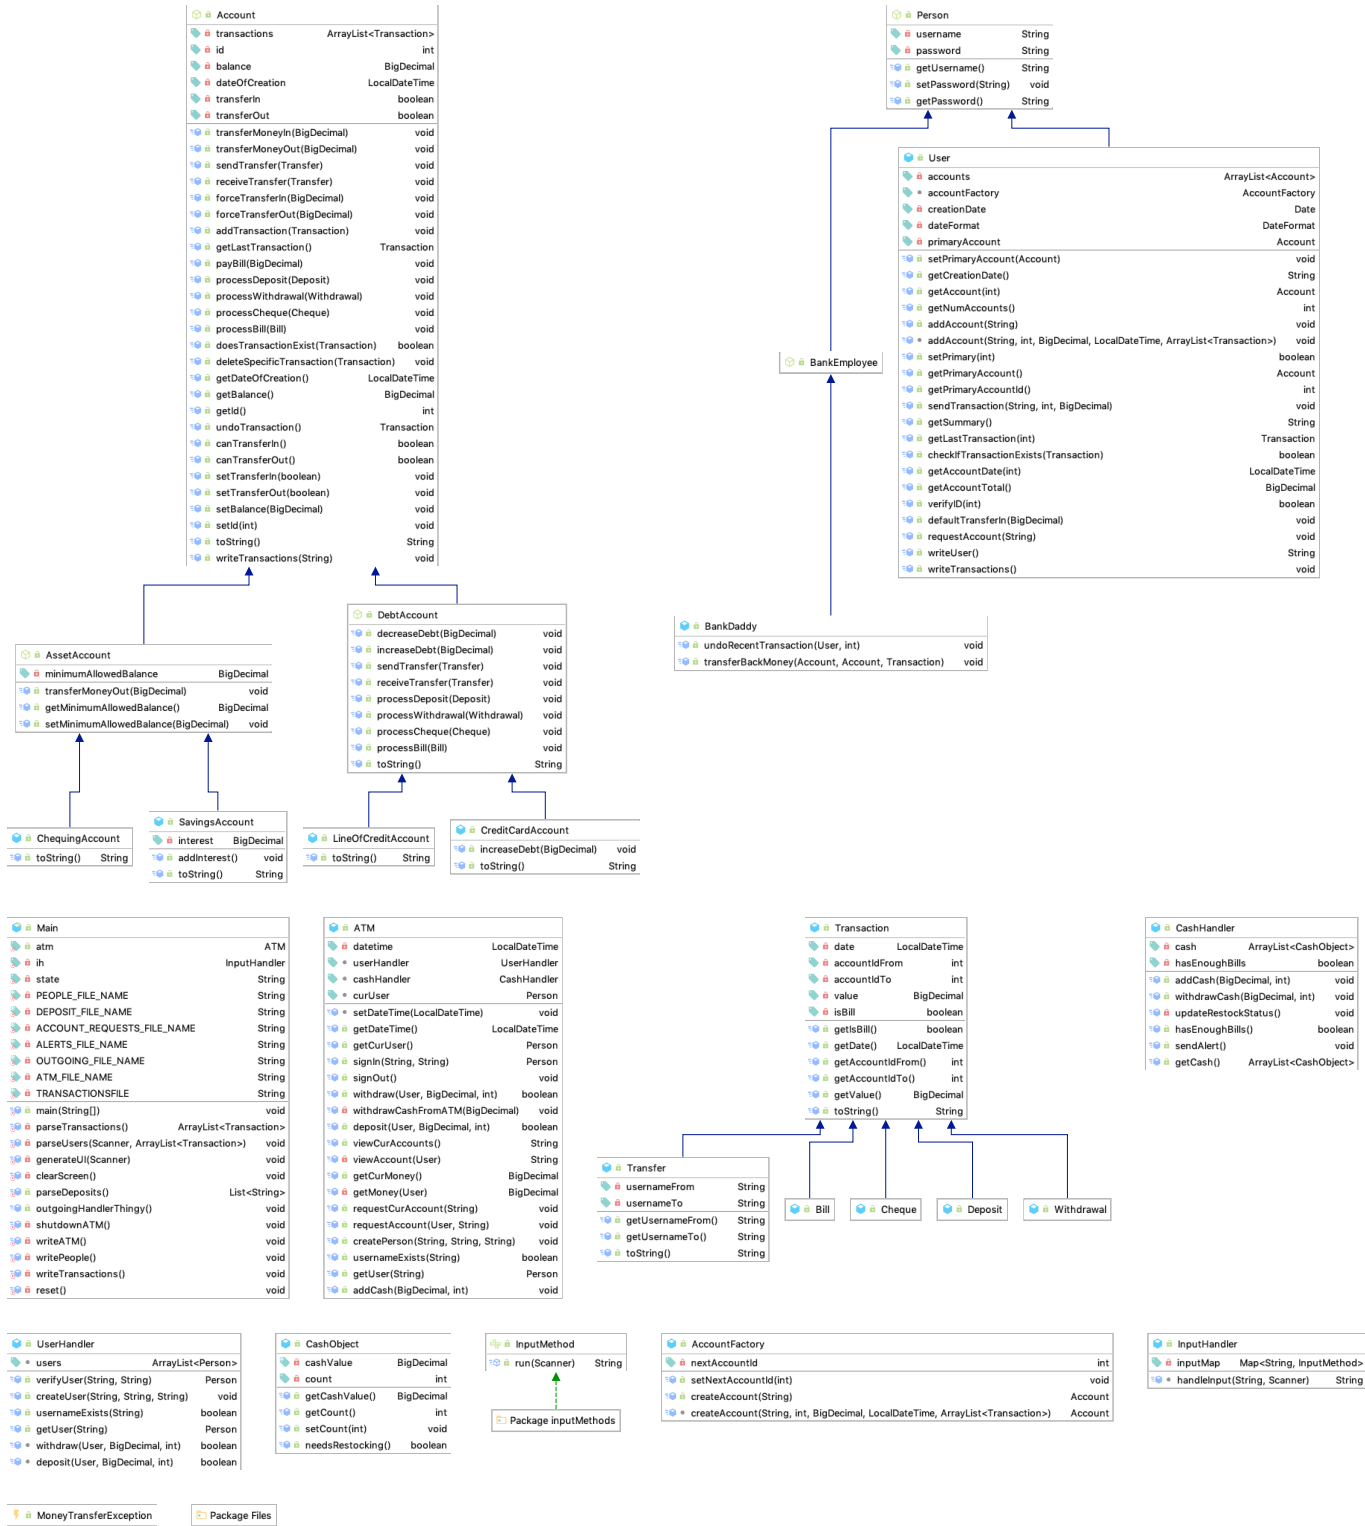 Account
transactions ArrayList<Transaction>
id int
balance BigDecimal
dateOfCreation LocalDateTime
transferIn boolean
transferOut boolean
transferMoneyIn(BigDecimal) void
transferMoneyOut(BigDecimal) void
sendTransfer(Transfer) void
receiveTransfer(Transfer) void
forceTransferIn(BigDecimal) void
forceTransferOut(BigDecimal) void
addTransaction(Transaction) void
getLastTransaction() Transaction
payBill(BigDecimal) void
processDeposit(Deposit) void
processWithdrawal(Withdrawal) void
processCheque(Cheque) void
processBill(Bill) void
doesTransactionExist(Transaction) boolean
deleteSpecificTransaction(Transaction) void
getDateOfCreation() LocalDateTime
getBalance() BigDecimal
getId() int
undoTransaction() Transaction
canTransferIn() boolean
canTransferOut() boolean
setTransferIn(boolean) void
setTransferOut(boolean) void
setBalance(BigDecimal) void
setId(int) void
toString() String
writeTransactions(String) void
Person
username String
password String
getUsername() String
setPassword(String) void
getPassword() String
User
accounts ArrayList<Account>
accountFactory AccountFactory
creationDate Date
dateFormat DateFormat
primaryAccount Account
setPrimaryAccount(Account) void
getCreationDate() String
getAccount(int) Account
getNumAccounts() int
addAccount(String) void
addAccount(String, int, BigDecimal, LocalDateTime, ArrayList<Transaction>) void
setPrimary(int) boolean
getPrimaryAccount() Account
getPrimaryAccountId() int
sendTransaction(String, int, BigDecimal) void
getSummary() String
getLastTransaction(int) Transaction
checkIfTransactionExists(Transaction) boolean
getAccountDate(int) LocalDateTime
getAccountTotal() BigDecimal
verifyID(int) boolean
defaultTransferIn(BigDecimal) void
requestAccount(String) void
writeUser() String
writeTransactions() void
BankEmployee
BankDaddy
undoRecentTransaction(User, int) void
transferBackMoney(Account, Account, Transaction) void
AssetAccount
minimumAllowedBalance BigDecimal
transferMoneyOut(BigDecimal) void
getMinimumAllowedBalance() BigDecimal
setMinimumAllowedBalance(BigDecimal) void
DebtAccount
decreaseDebt(BigDecimal) void
increaseDebt(BigDecimal) void
sendTransfer(Transfer) void
receiveTransfer(Transfer) void
processDeposit(Deposit) void
processWithdrawal(Withdrawal) void
processCheque(Cheque) void
processBill(Bill) void
toString() String
ChequingAccount
toString() String
SavingsAccount
interest BigDecimal
addInterest() void
toString() String
LineOfCreditAccount
toString() String
CreditCardAccount
increaseDebt(BigDecimal) void
toString() String
Main
atm ATM
ih InputHandler
state String
PEOPLE_FILE_NAME String
DEPOSIT_FILE_NAME String
ACCOUNT_REQUESTS_FILE_NAME String
ALERTS_FILE_NAME String
OUTGOING_FILE_NAME String
ATM_FILE_NAME String
TRANSACTIONSFILE String
main(String[]) void
parseTransactions() ArrayList<Transaction>
parseUsers(Scanner, ArrayList<Transaction>) void
generateUI(Scanner) void
clearScreen() void
parseDeposits() List<String>
outgoingHandlerThingy() void
shutdownATM() void
writeATM() void
writePeople() void
writeTransactions() void
reset() void
ATM
datetime LocalDateTime
userHandler UserHandler
cashHandler CashHandler
curUser Person
setDateTime(LocalDateTime) void
getDateTime() LocalDateTime
getCurUser() Person
signIn(String, String) Person
signOut() void
withdraw(User, BigDecimal, int) boolean
withdrawCashFromATM(BigDecimal) void
deposit(User, BigDecimal, int) boolean
viewCurAccounts() String
viewAccount(User) String
getCurMoney() BigDecimal
getMoney(User) BigDecimal
requestCurAccount(String) void
requestAccount(User, String) void
createPerson(String, String, String) void
usernameExists(String) boolean
getUser(String) Person
addCash(BigDecimal, int) void
Transaction
date LocalDateTime
accountIdFrom int
accountIdTo int
value BigDecimal
isBill boolean
getIsBill() boolean
getDate() LocalDateTime
getAccountIdFrom() int
getAccountIdTo() int
getValue() BigDecimal
toString() String
CashHandler
cash ArrayList<CashObject>
hasEnoughBills boolean
addCash(BigDecimal, int) void
withdrawCash(BigDecimal, int) void
updateRestockStatus() void
hasEnoughBills() boolean
sendAlert() void
getCash() ArrayList<CashObject>
Transfer
usernameFrom String
usernameTo String
getUsernameFrom() String
getUsernameTo() String
toString() String
Bill
Cheque
Deposit
Withdrawal
UserHandler
users ArrayList<Person>
verifyUser(String, String) Person
createUser(String, String, String) void
usernameExists(String) boolean
getUser(String) Person
withdraw(User, BigDecimal, int) boolean
deposit(User, BigDecimal, int) boolean
CashObject
cashValue BigDecimal
count int
getCashValue() BigDecimal
getCount() int
setCount(int) void
needsRestocking() boolean
InputMethod
run(Scanner) String
Package inputMethods
AccountFactory
nextAccountId int
setNextAccountId(int) void
createAccount(String) Account
createAccount(String, int, BigDecimal, LocalDateTime, ArrayList<Transaction>) Account
InputHandler
inputMap Map<String, InputMethod>
handleInput(String, Scanner) String
MoneyTransferException
Package Files